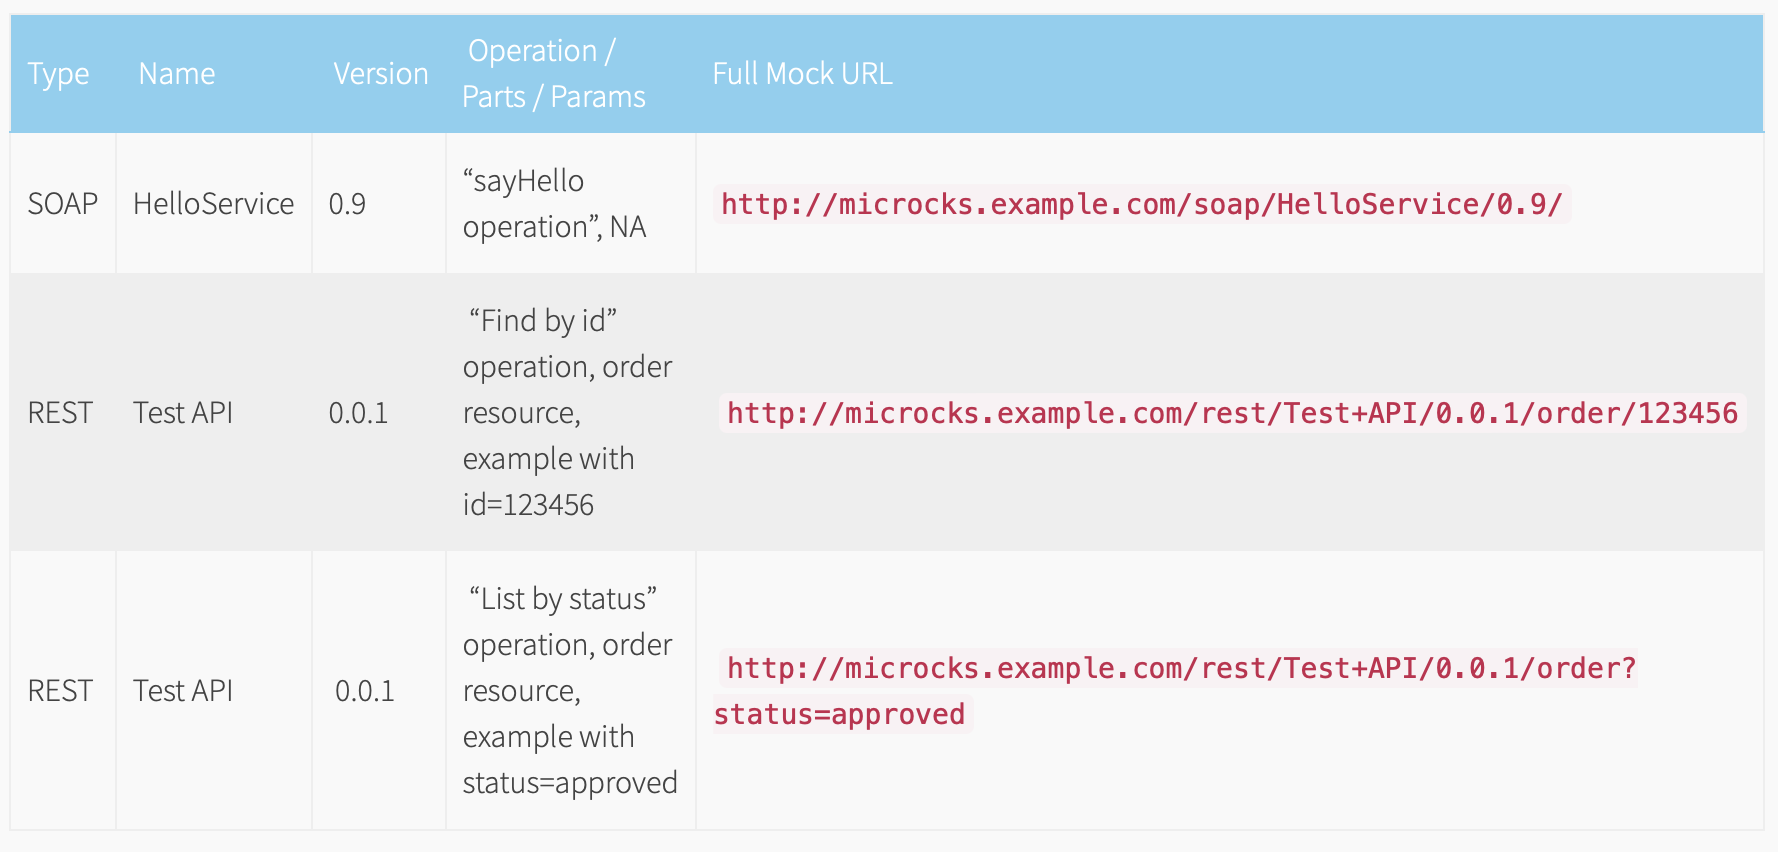 Type
Name
Version
Operation /
Parts / Params
Full Mock URL
SOAP
HelloService
0.9
“sayHello
operation”, NA
http://microcks.example.com/soap/HelloService/0.9/
REST
Test API
0.0.1
“Find by id”
operation, order
resource,
example with
id=123456
http://microcks.example.com/rest/Test+API/0.0.1/order/123456
REST
Test API
0.0.1
“List by status”
operation, order
resource,
example with
status=approved
http://microcks.example.com/rest/Test+API/0.0.1/order?
status=approved